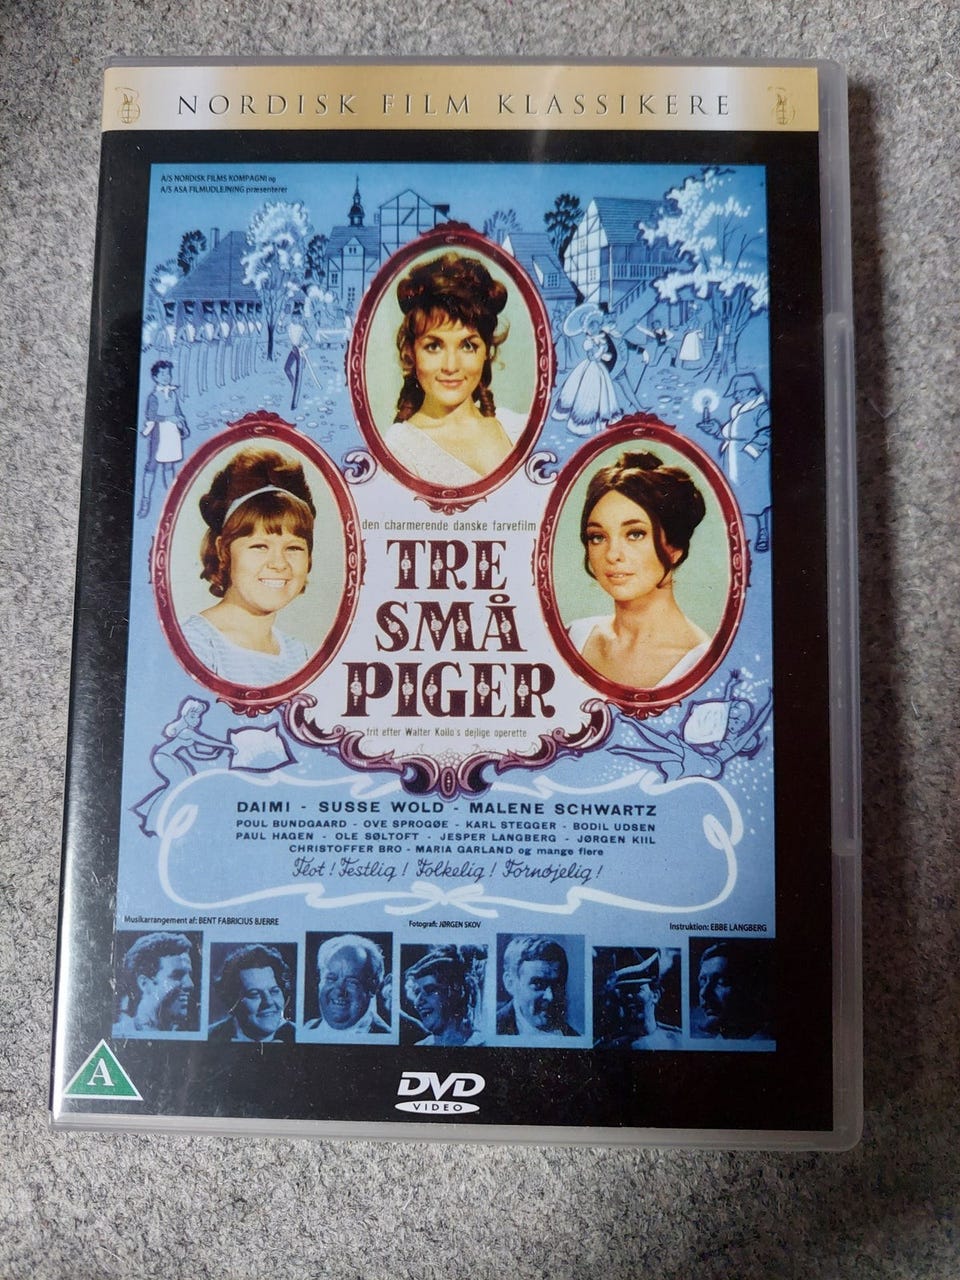 NORDISK FILM KLASSIKERE
A/S NORDISK FILMS KOMPAGNI og
A/S ASA FILMUDLEJNING præsenterer
den charmerende danske farvefilm
TRE
SMÅ
PIGER
frit efter Walter Kollo's dejlige operette
DAIMI - SUSSE WOLD - MALENE SCHWARTZ
POUL BUNDGAARD - OVE SPROGØE - KARL STEGGER - BODIL UDSEN
PAUL HAGEN - OLE SØLTOFT - JESPER LANGBERG - JØRGEN KIIL
CHRISTOFFER BRO - MARIA GARLAND og mange flere
Flot! Festlig! Folkelig! Fornøjelig!
Musikarrangement af: BENT FABRICIUS BJERRE
Fotografi: JØRGEN SKOV
Instruktion: EBBE LANGBERG
A
DVD
VIDEO